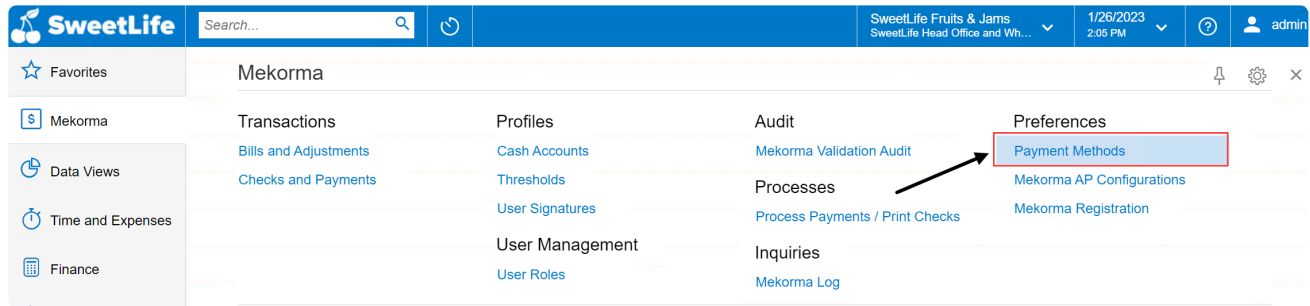 SweetLife
Search...
SweetLife Fruits & Jams
SweetLife Head Office and Wh...
1/26/2023
2:05 PM
?
admin
Favorites
$ Mekorma
Data Views
Time and Expenses
Finance
Mekorma
Transactions
Bills and Adjustments
Checks and Payments
Profiles
Cash Accounts
Thresholds
User Signatures
User Management
User Roles
Audit
Mekorma Validation Audit
Processes
Process Payments / Print Checks
Inquiries
Mekorma Log
Preferences
Payment Methods
Mekorma AP Configurations
Mekorma Registration